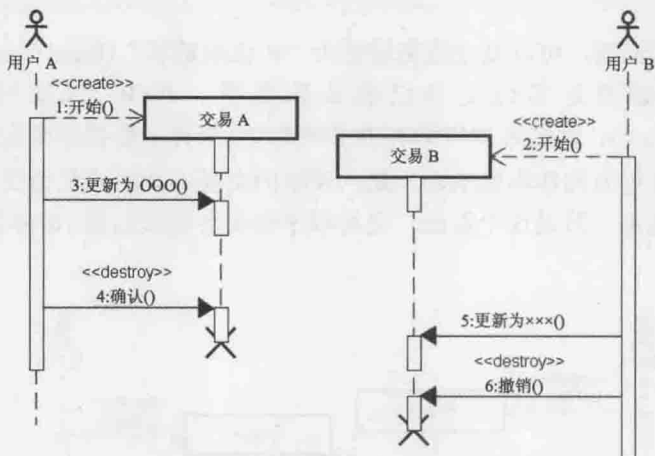 用户 A
用户 B
<<create>>
1:开始()
交易 A
<<create>>
2:开始()
交易 B
3:更新为 OOO()
<<destroy>>
4:确认()
5:更新为×××()
<<destroy>>
6:撤销()